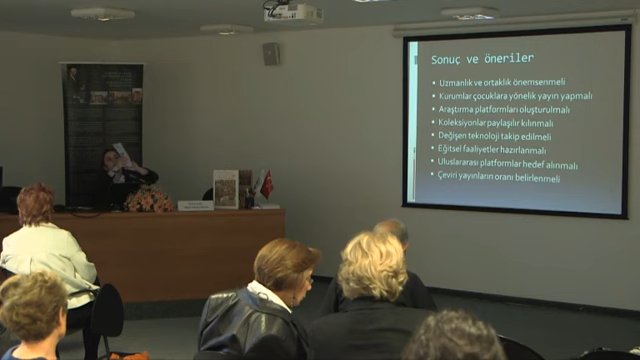 Sonuç ve öneriler
Uzmanlık ve ortaklık önemsenmeli
Kurumlar çocuklara yönelik yayın yapmalı
Araştırma platformları oluşturulmalı
Koleksiyonlar paylaşılır kılınmalı
Değişen teknoloji takip edilmeli
Eğitsel faaliyetler hazırlanmalı
Uluslararası platformlar hedef alınmalı
Çeviri yayınların oranı belirlenmeli